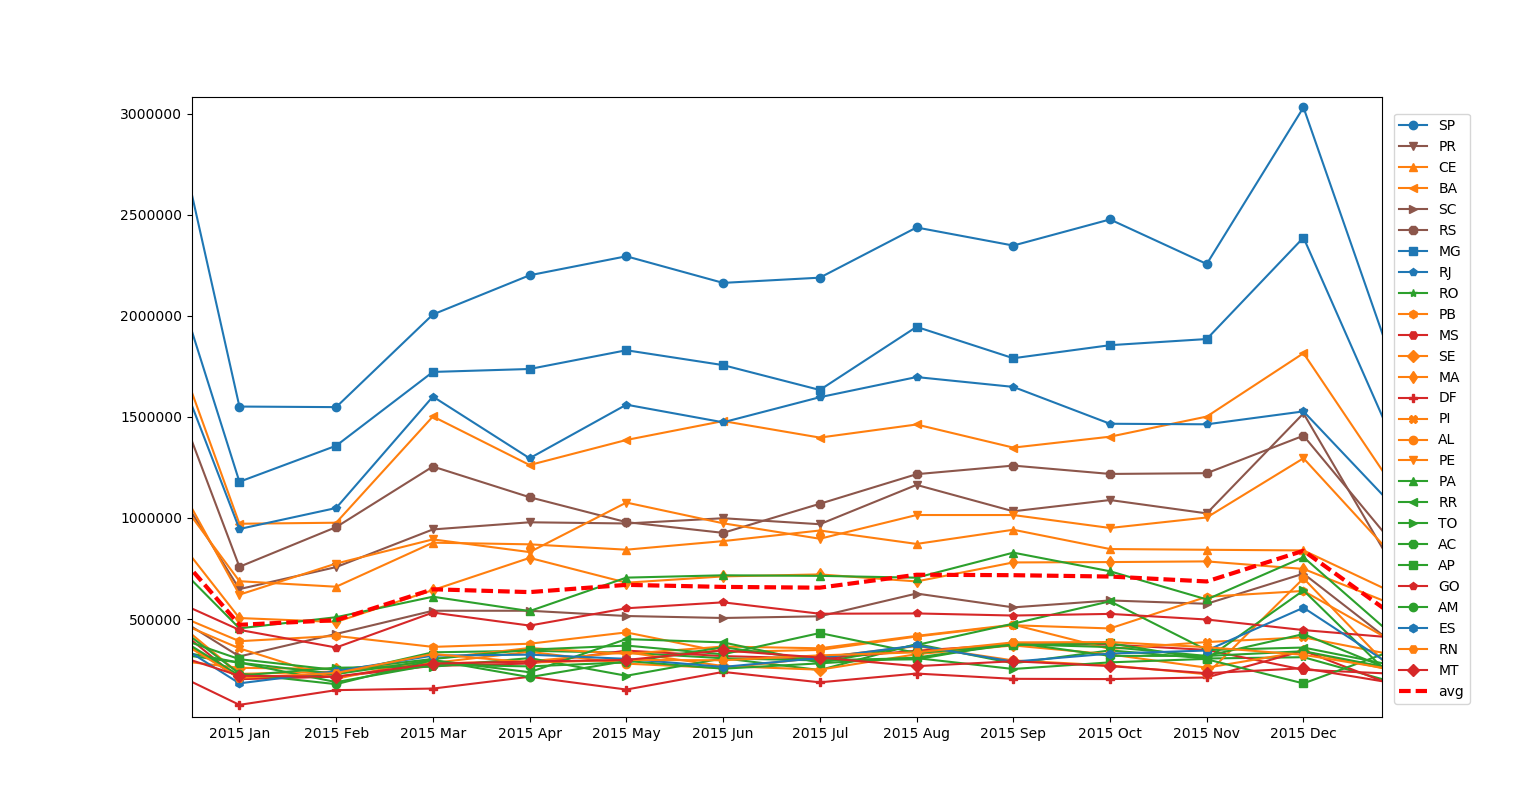 3000000
2500000
2000000
1500000
1000000
500000
2015 Jan 2015 Feb 2015 Mar 2015 Apr 2015 May 2015 Jun 2015 Jul 2015 Aug 2015 Sep 2015 Oct 2015 Nov 2015 Dec
SP
PR
CE
BA
SC
RS
MG
RJ
RO
PB
MS
SE
MA
DF
PI
AL
PE
PA
RR
TO
AC
AP
GO
AM
ES
RN
MT
avg